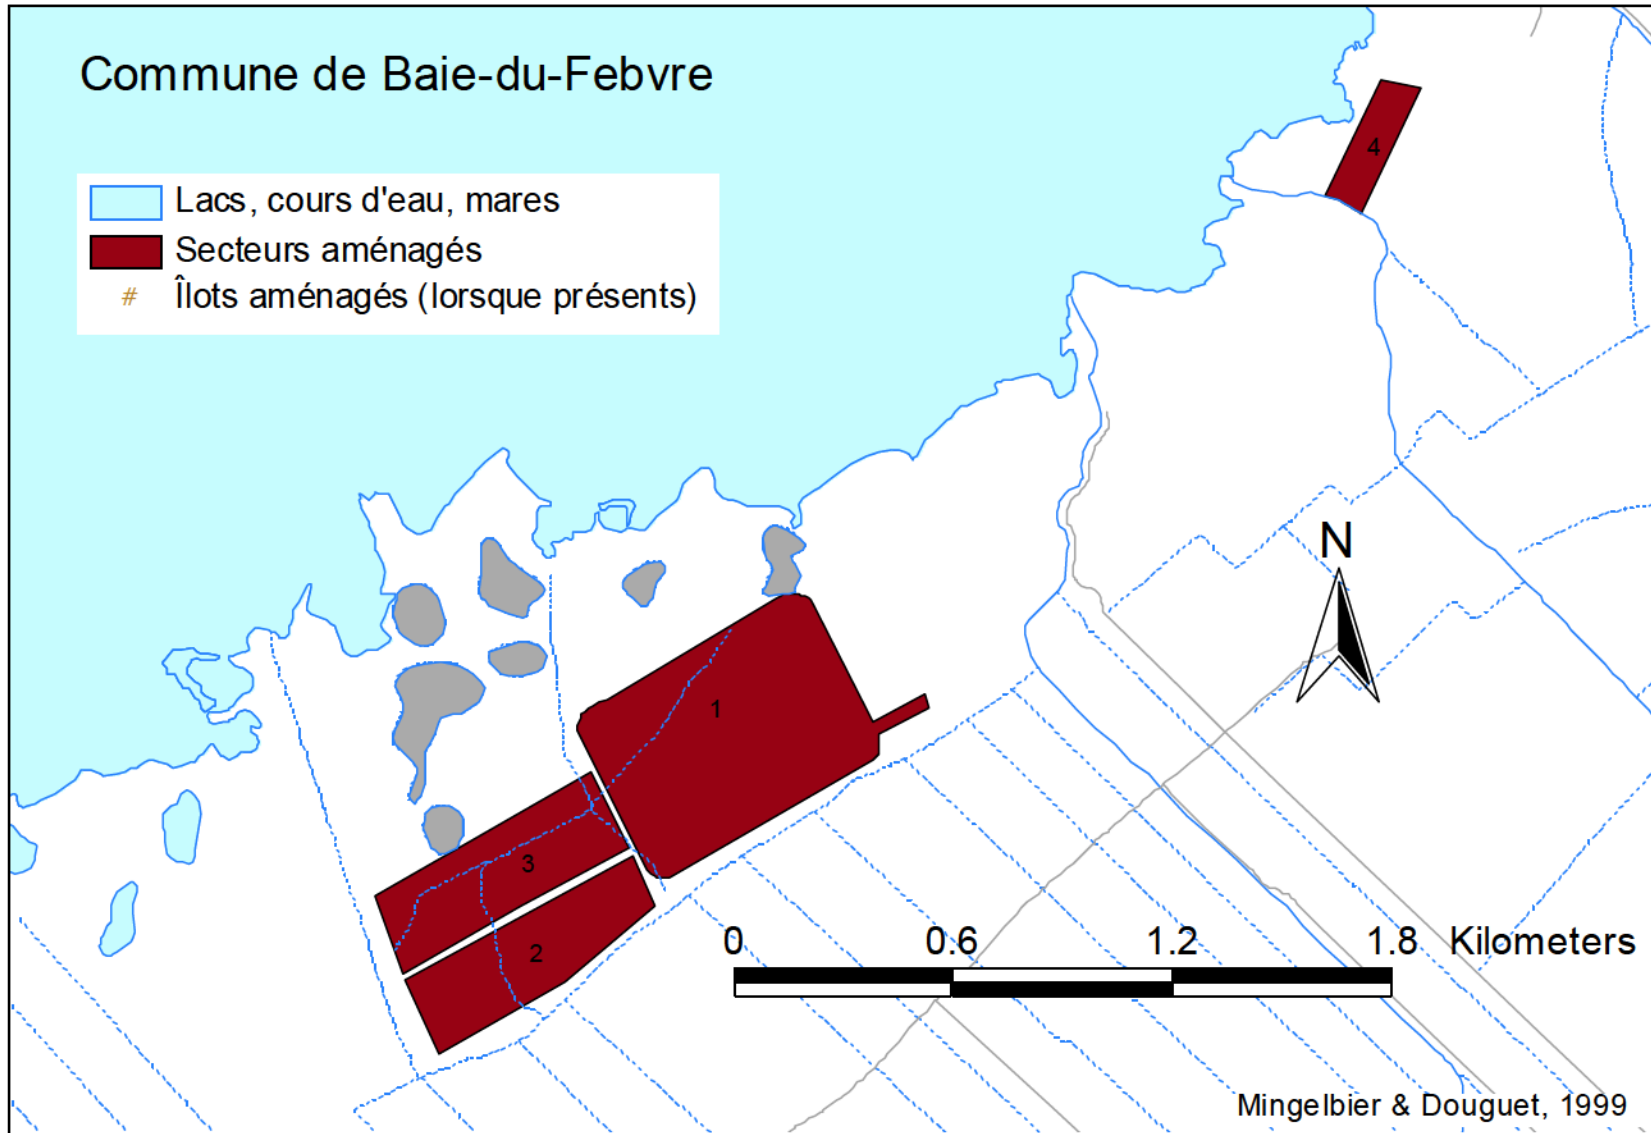 Commune de Baie-du-Febvre
Lacs, cours d'eau, mares
Secteurs aménagés
# Îlots aménagés (lorsque présents)
4
N
1
3
2
0 0.6 1.2 1.8 Kilometers
Mingelbier & Douguet, 1999